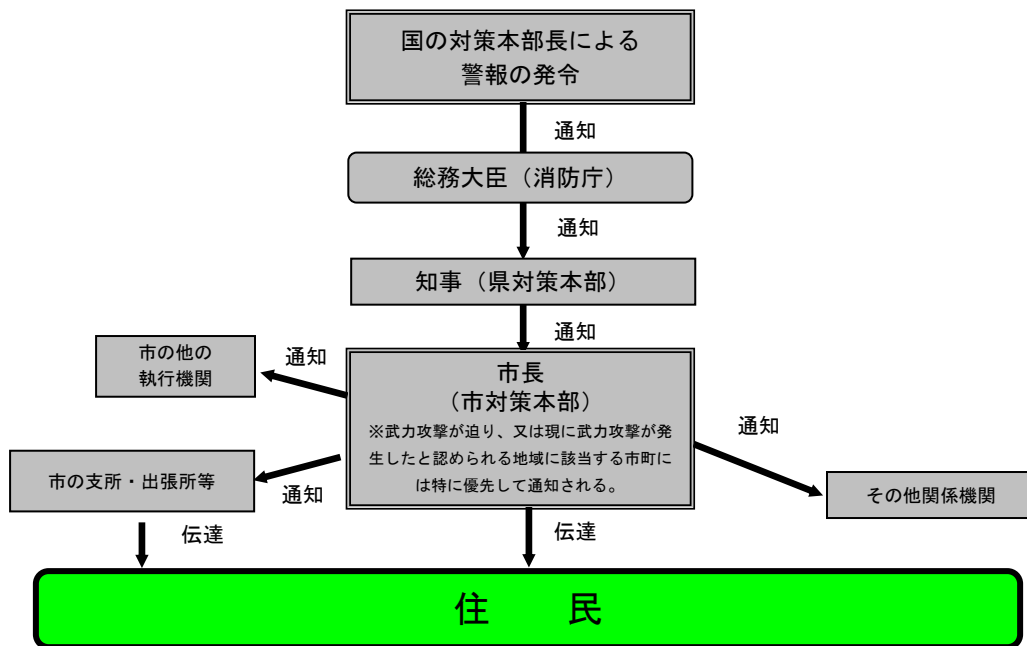 国の対策本部長による
警報の発令
通知
総務大臣（消防庁）
通知
知事（県対策本部）
通知
市の他の
執行機関
通知
市長
（市対策本部）
※武力攻撃が迫り、又は現に武力攻撃が発
生したと認められる地域に該当する市町に
は特に優先して通知される。
通知
市の支所・出張所等
通知
その他関係機関
伝達
伝達
住　　民